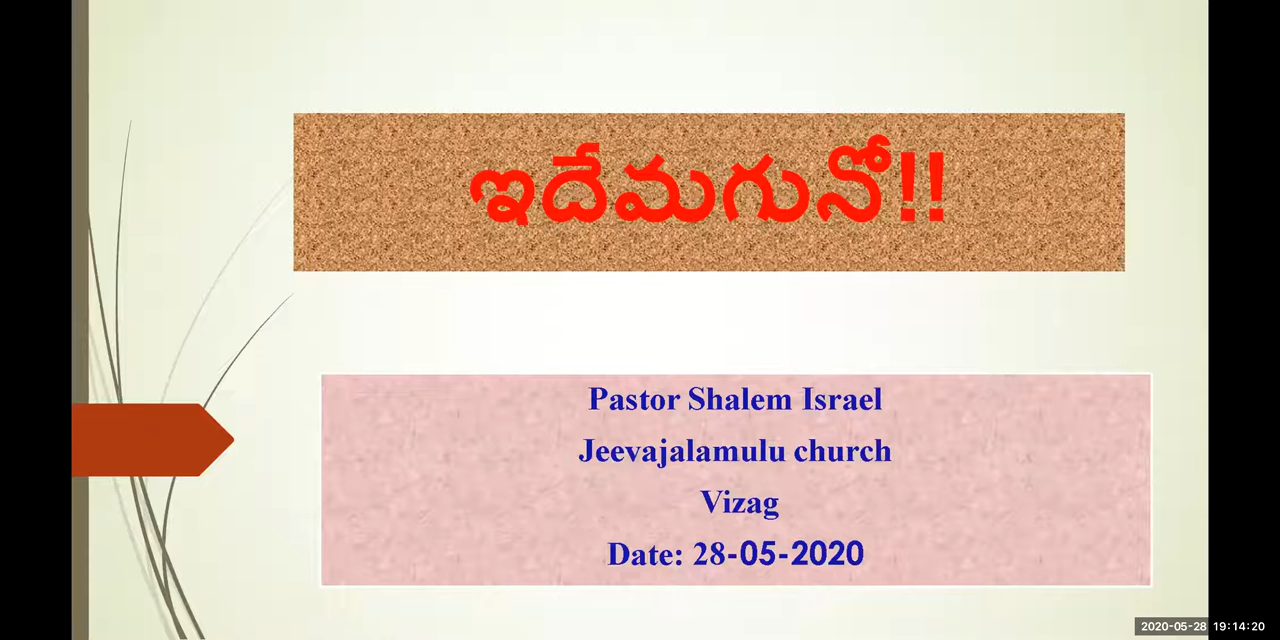 ఇదేమగునో!!
Pastor Shalem Israel
Jeevajalamulu church
Vizag
Date: 28-05-2020
2020-05-28 19:14:20